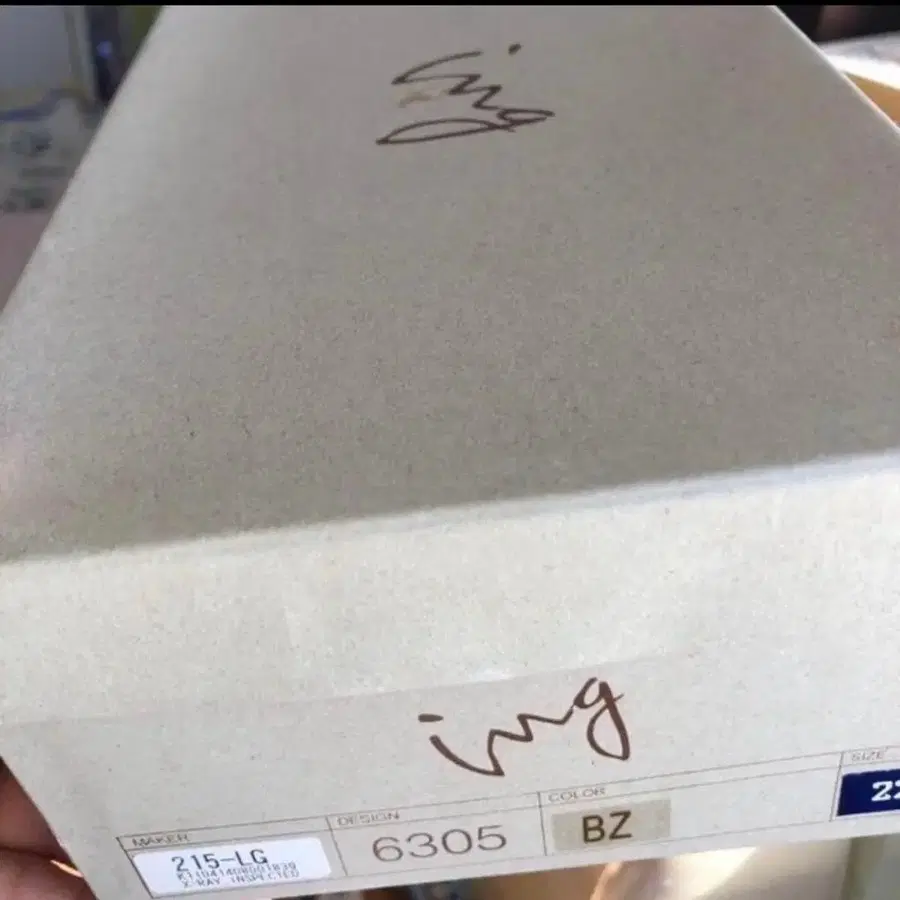 ing
ing
MAKER
215-LG
X-RAY INSPECTED
DESIGN
6305
COLOR
BZ
SIZE